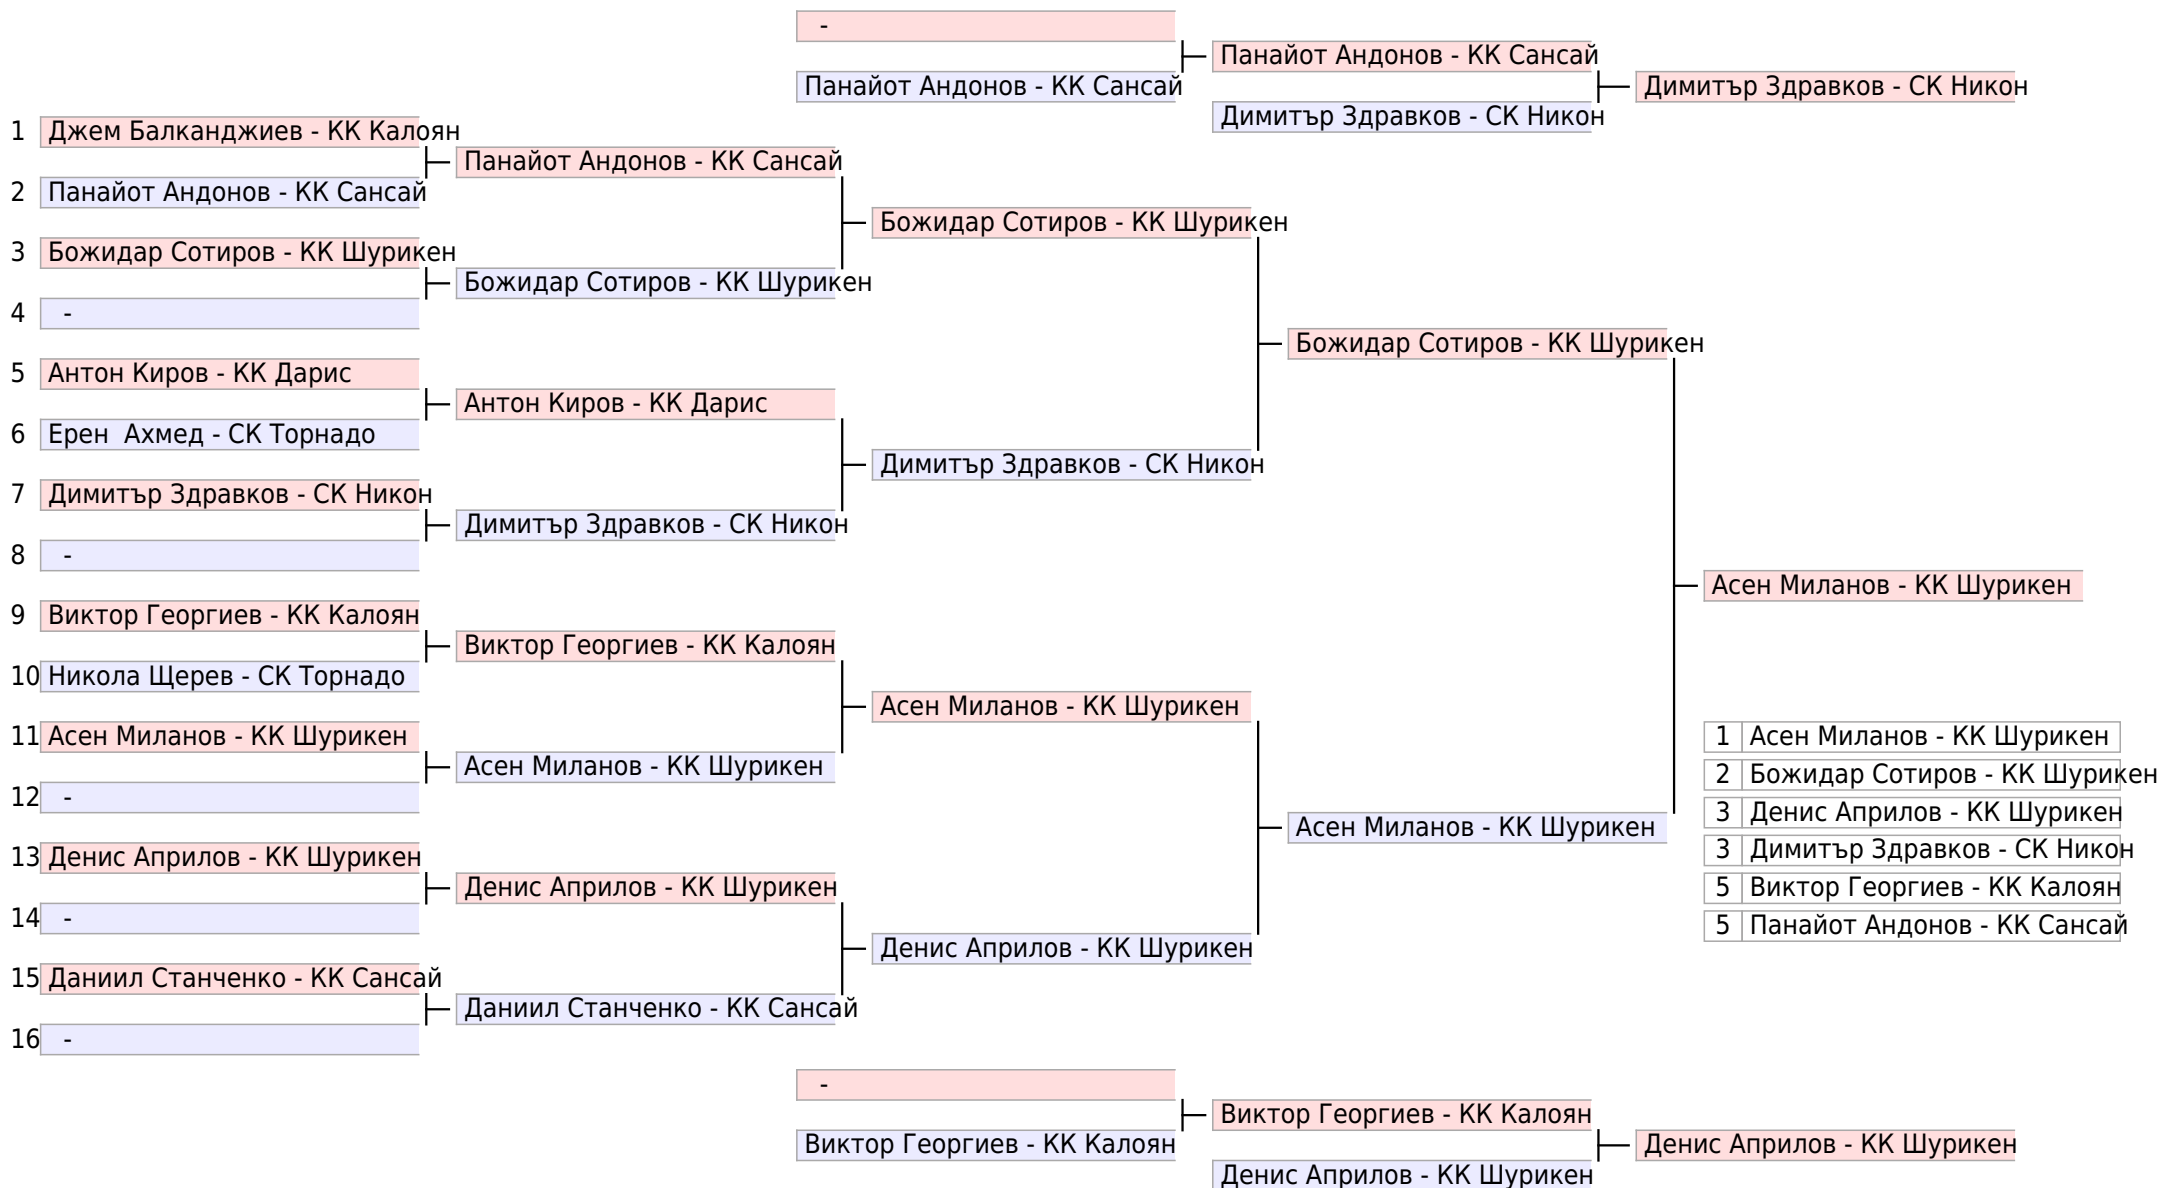 -
Панайот Андонов - КК Сансай
Панайот Андонов - КК Сансай
Димитър Здравков - СК Никон
Димитър Здравков - СК Никон
1 Джем Балканджиев - КК Калоян
2 Панайот Андонов - КК Сансай
3 Божидар Сотиров - КК Шурикен
4 -
5 Антон Киров - КК Дарис
6 Ерен  Ахмед - СК Торнадо
7 Димитър Здравков - СК Никон
8 -
9 Виктор Георгиев - КК Калоян
10 Никола Щерев - СК Торнадо
11 Асен Миланов - КК Шурикен
12 -
13 Денис Априлов - КК Шурикен
14 -
15 Даниил Станченко - КК Сансай
16 -
Панайот Андонов - КК Сансай
Божидар Сотиров - КК Шурикен
Антон Киров - КК Дарис
Димитър Здравков - СК Никон
Виктор Георгиев - КК Калоян
Асен Миланов - КК Шурикен
Денис Априлов - КК Шурикен
Даниил Станченко - КК Сансай
Божидар Сотиров - КК Шурикен
Димитър Здравков - СК Никон
Асен Миланов - КК Шурикен
Денис Априлов - КК Шурикен
Божидар Сотиров - КК Шурикен
Асен Миланов - КК Шурикен
Асен Миланов - КК Шурикен
1 Асен Миланов - КК Шурикен
2 Божидар Сотиров - КК Шурикен
3 Денис Априлов - КК Шурикен
3 Димитър Здравков - СК Никон
5 Виктор Георгиев - КК Калоян
5 Панайот Андонов - КК Сансай
-
Виктор Георгиев - КК Калоян
Виктор Георгиев - КК Калоян
Денис Априлов - КК Шурикен
Денис Априлов - КК Шурикен